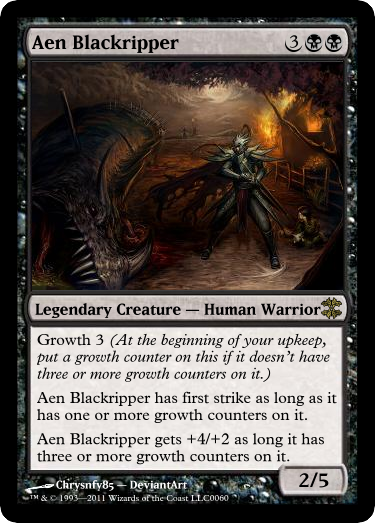 Aen Blackripper 3
Legendary Creature — Human Warrior
Growth 3 (At the beginning of your upkeep,
put a growth counter on this if it doesn't have
three or more growth counters on it.)
Aen Blackripper has first strike as long as it
has one or more growth counters on it.
Aen Blackripper gets +4/+2 as long it has
three or more growth counters on it.
2/5
Chrysnfy85 — DeviantArt
™ & © 1993—2011 Wizards of the Coast LLC0060